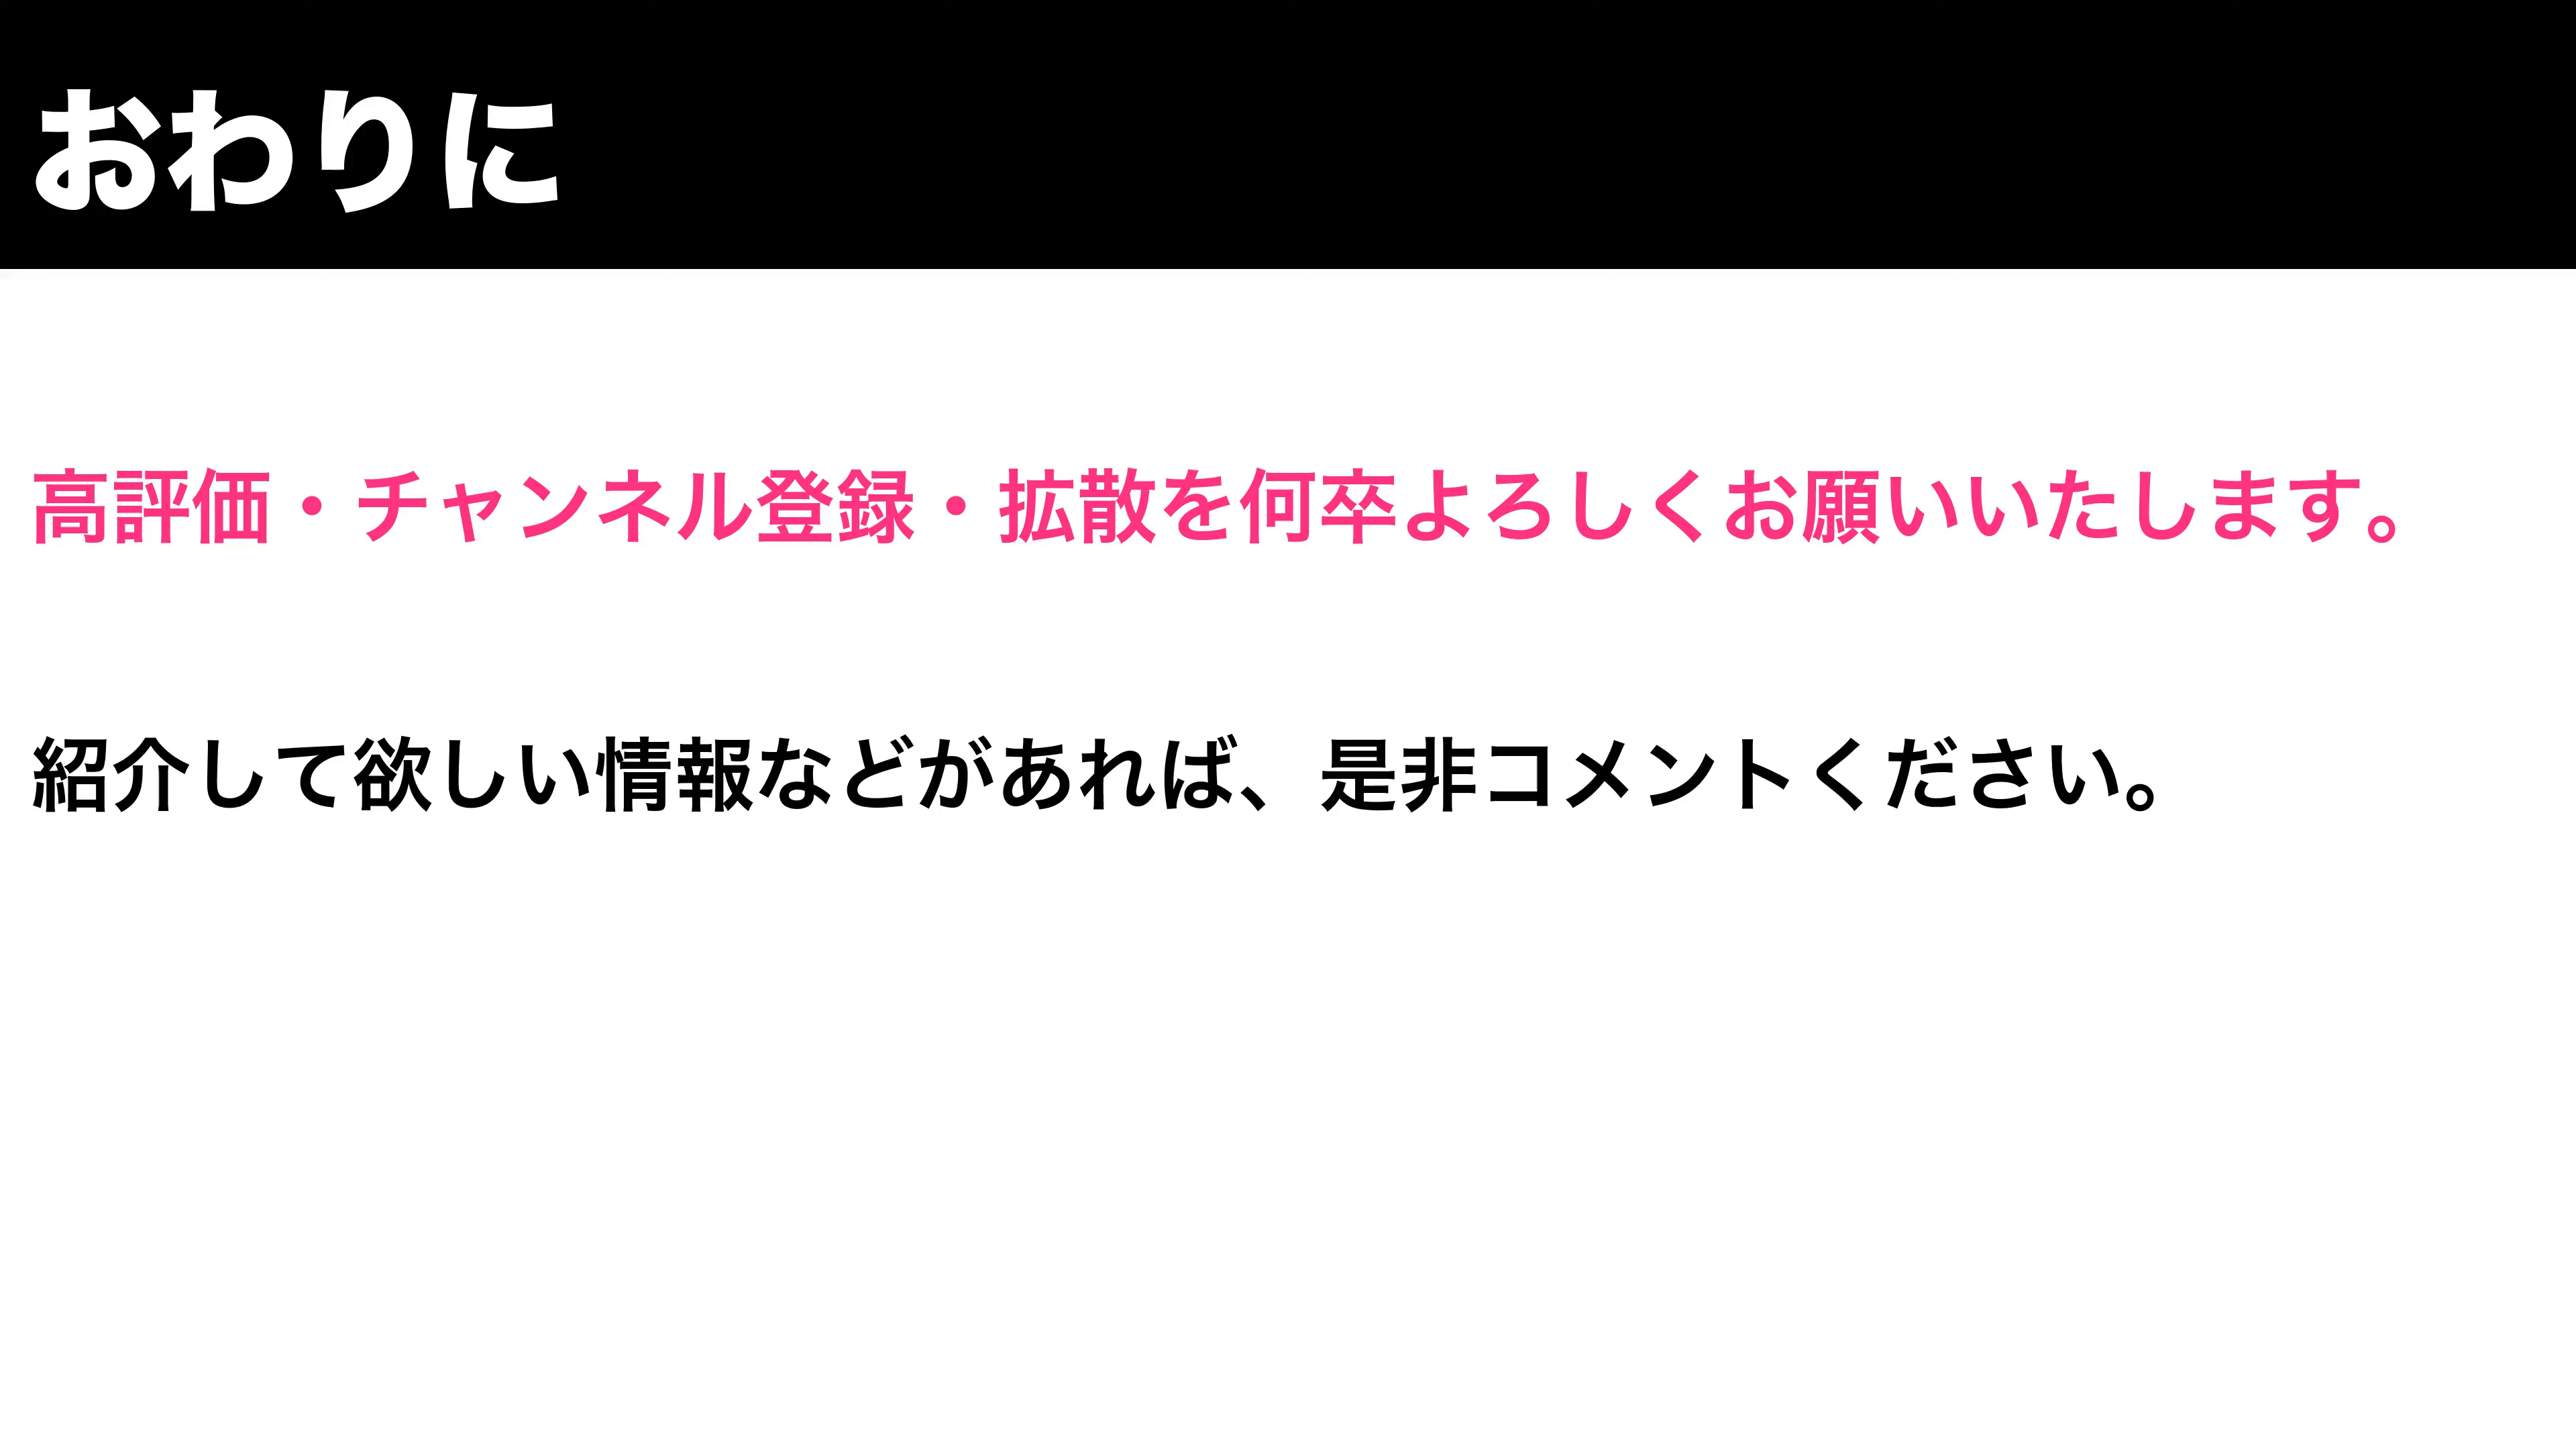 おわりに
高評価・チャンネル登録・拡散を何卒よろしくお願いいたします。
紹介して欲しい情報などがあれば、是非コメントください。